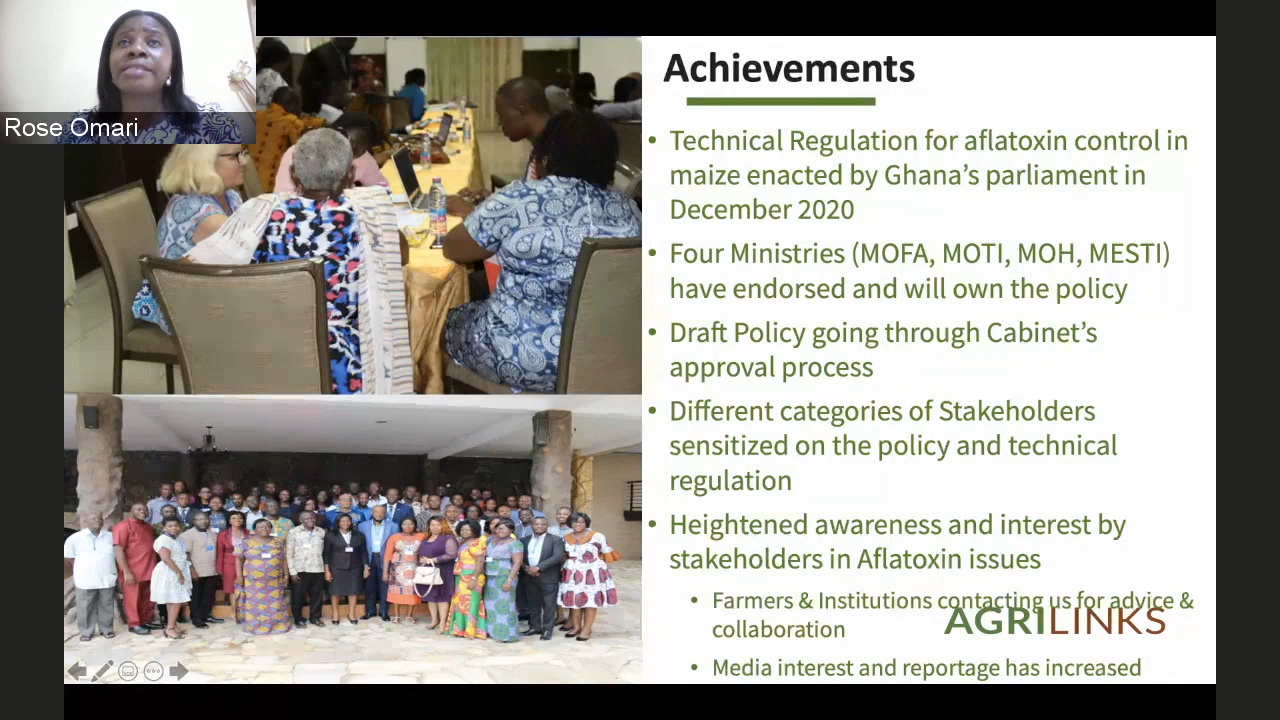 Rose Omari
Achievements
• Technical Regulation for aflatoxin control in
maize enacted by Ghana's parliament in
December 2020
• Four Ministries (MOFA, MOTI, MOH, MESTI)
have endorsed and will own the policy
• Draft Policy going through Cabinet's
approval process
• Different categories of Stakeholders
sensitized on the policy and technical
regulation
• Heightened awareness and interest by
stakeholders in Aflatoxin issues
• Farmers & Institutions contacting us for advice &
collaboration
AGRILINKS
• Media interest and reportage has increased